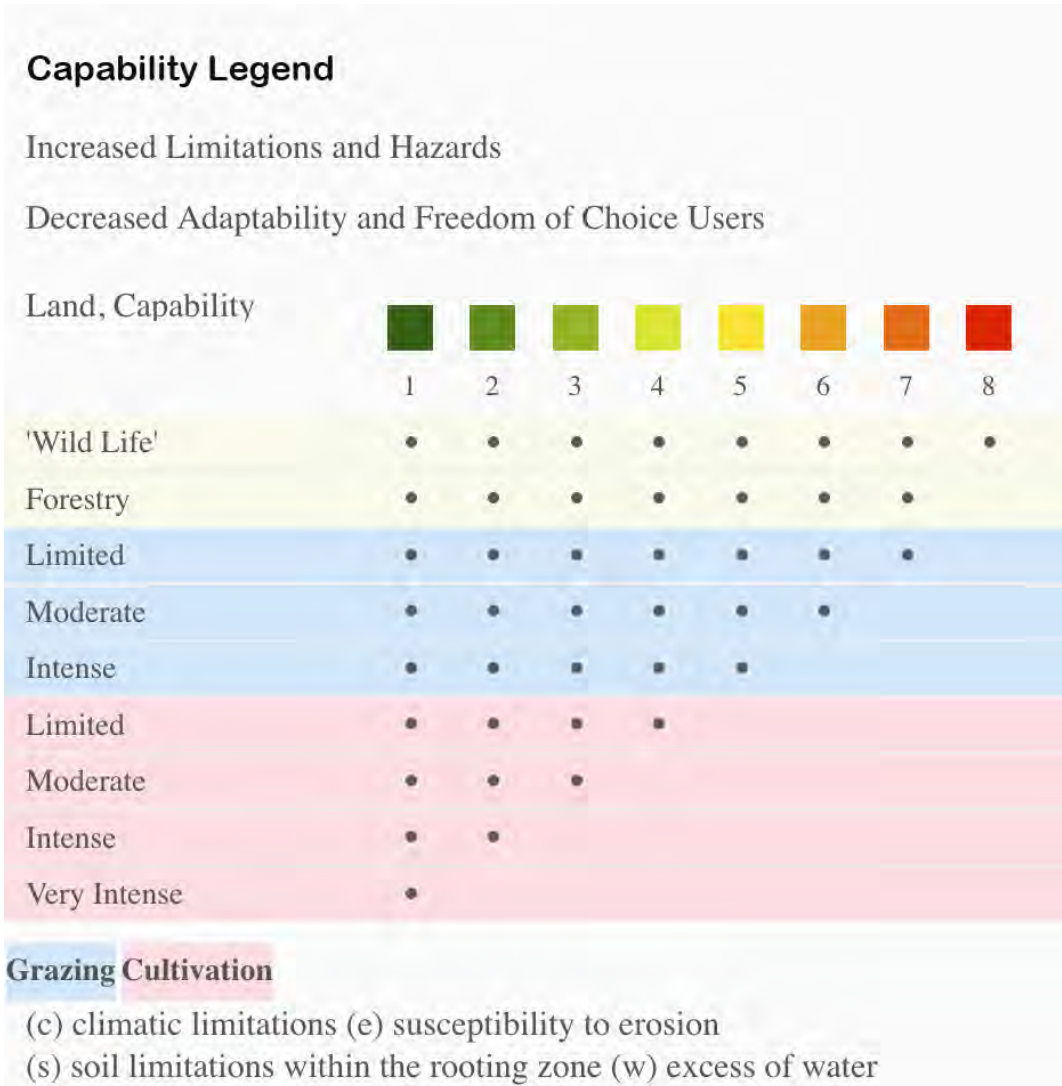 Capability Legend
Increased Limitations and Hazards
Decreased Adaptability and Freedom of Choice Users
Land, Capability
1 2 3 4 5 6 7 8
'Wild Life' • • • • • • • •
Forestry • • • • • • •
Limited • • • • • • •
Moderate • • • • • •
Intense • • • • •
Limited • • • •
Moderate • • •
Intense • •
Very Intense •
Grazing Cultivation
(c) climatic limitations (e) susceptibility to erosion
(s) soil limitations within the rooting zone (w) excess of water